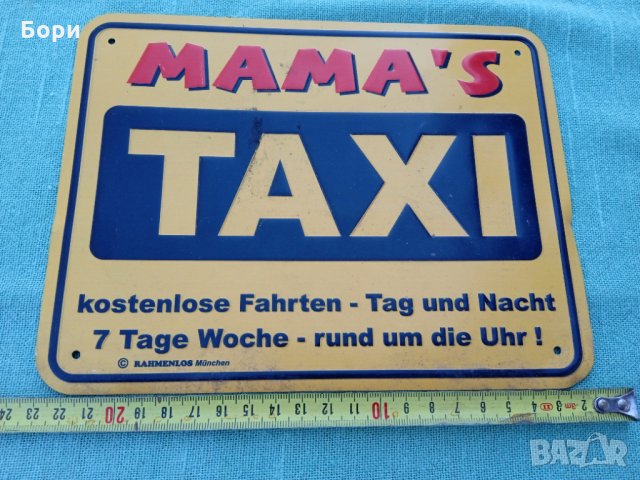 Бори
MAMA'S
TAXI
kostenlose Fahrten - Tag und Nacht
7 Tage Woche - rund um die Uhr !
© RAHMENLOS München
24 23 22 21 20 19 18 17 16 15 14 13 12 11 10 9 8 7 6 5 4 3m 2
BAZAR